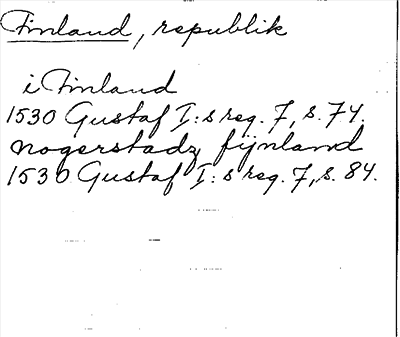 Finland, republik
i Finland
1530 Gustaf I:s reg. 7, s. 74.
nogerstadz fijnland
1530 Gustaf I:s reg. 7, s. 84.